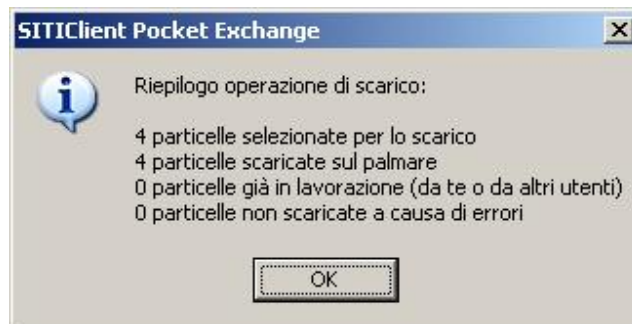 SITIClient Pocket Exchange
Riepilogo operazione di scarico:
4 particelle selezionate per lo scarico
4 particelle scaricate sul palmare
0 particelle già in lavorazione (da te o da altri utenti)
0 particelle non scaricate a causa di errori
OK